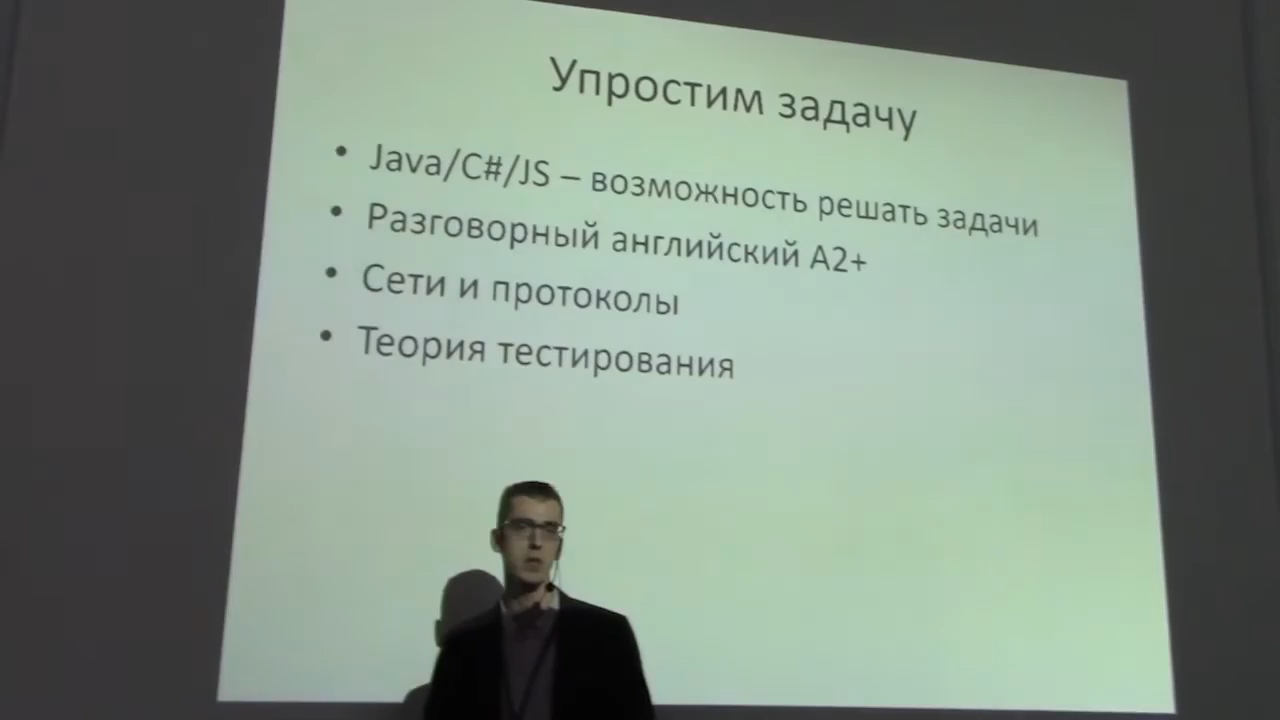 Упростим задачу
• Java/C#/JS – возможность решать задачи
• Разговорный английский A2+
• Сети и протоколы
• Теория тестирования